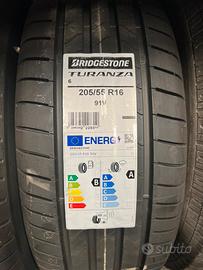 BRIDGESTONE
TURANZA
6
205/55 R16
91V
ENERG
A
B
C
D
E
A
B
C
D
E
B
A
subito